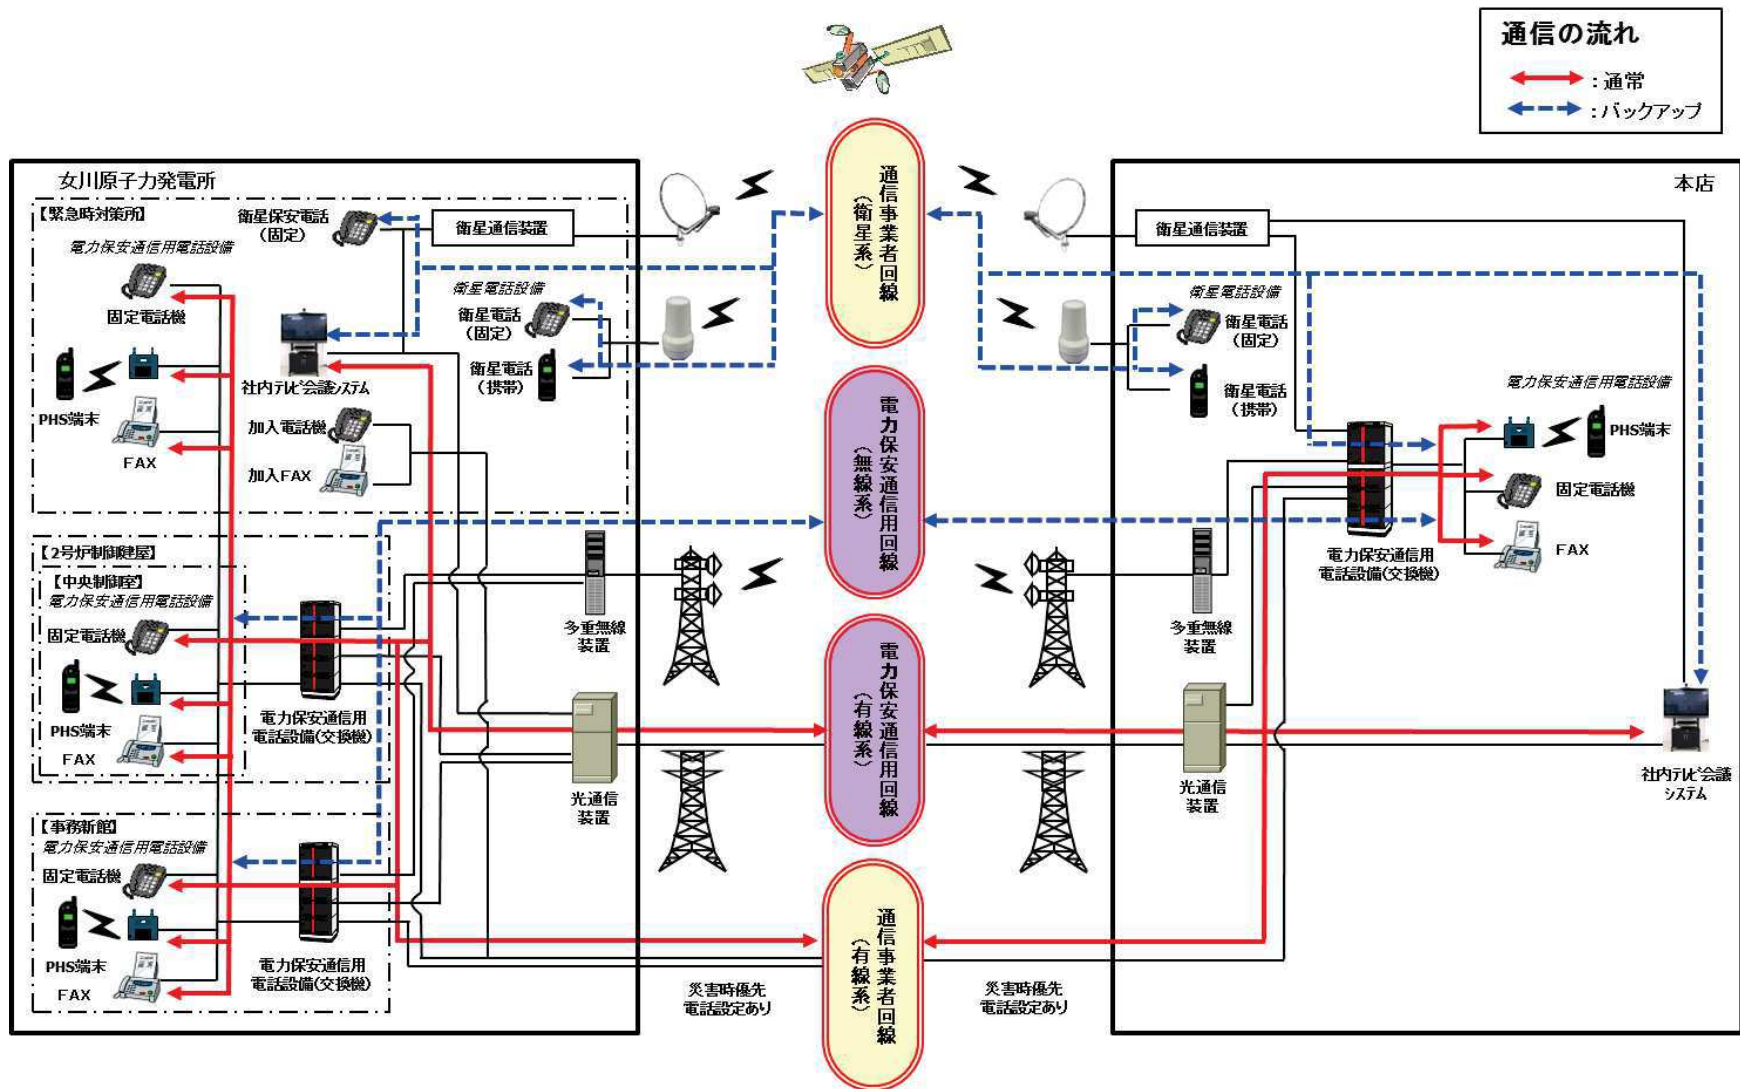 通信の流れ
：通常
：バックアップ
女川原子力発電所
【緊急時対策所】
衛星保安電話
(固定)
衛星通信装置
電力保安通信用電話設備
固定電話機
衛星電話設備
衛星電話
(固定)
衛星電話
(携帯)
社内テレビ会議システム
PHS端末
FAX
加入電話機
加入FAX
【2号炉制御建屋】
【中央制御室】
電力保安通信用電話設備
固定電話機
PHS端末
FAX
電力保安通信用
電話設備(交換機)
多重無線
装置
光通信
装置
【事務新館】
電力保安通信用電話設備
固定電話機
PHS端末
FAX
電力保安通信用
電話設備(交換機)
災害時優先
電話設定あり
通信事業者回線
(衛星系)
電力保安通信用回線
(無線系)
電力保安通信用回線
(有線系)
通信事業者回線
(有線系)
本店
衛星通信装置
衛星電話設備
衛星電話
(固定)
衛星電話
(携帯)
電力保安通信用電話設備
PHS端末
固定電話機
FAX
電力保安通信用
電話設備(交換機)
多重無線
装置
光通信
装置
社内テレビ会議
システム
災害時優先
電話設定あり